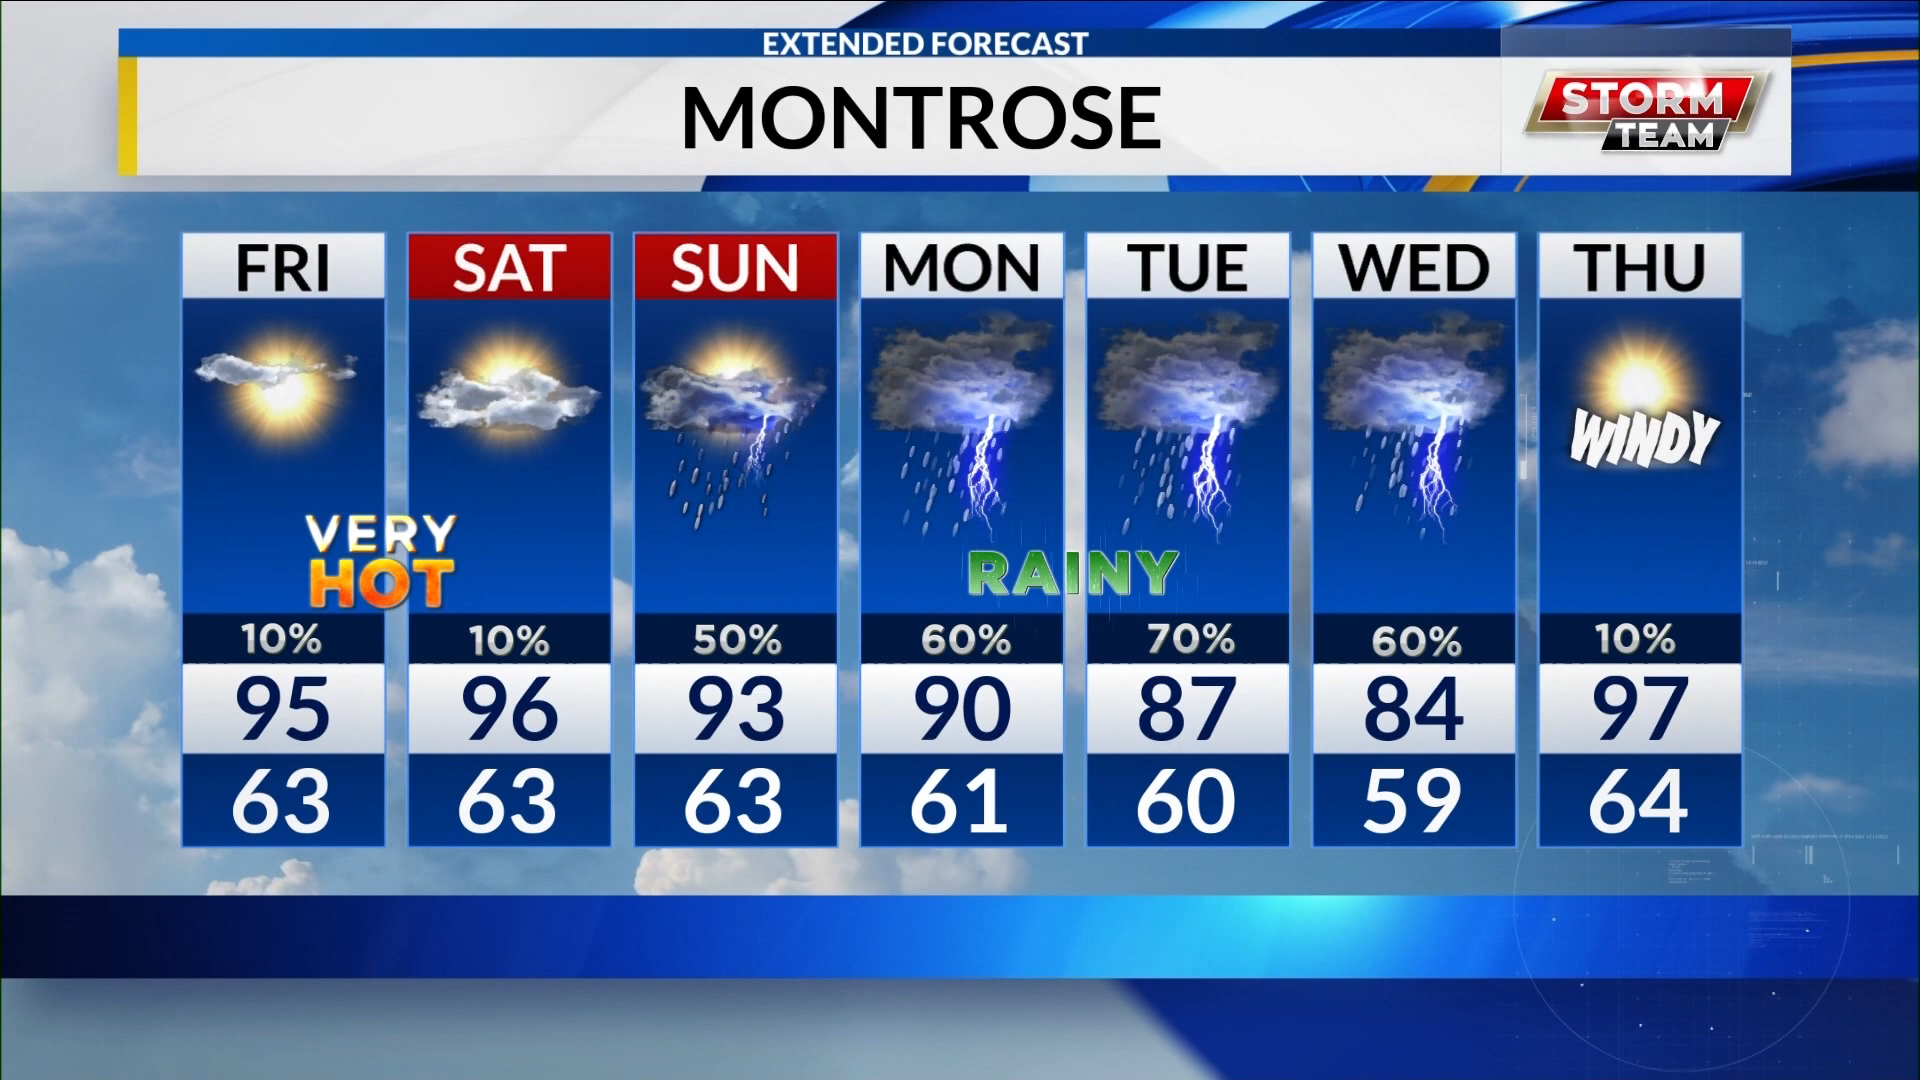 EXTENDED FORECAST
MONTROSE
STORM
TEAM
FRI SAT SUN MON TUE WED THU
WINDY
VERY
HOT
RAINY
10% 10% 50% 60% 70% 60% 10%
95 96 93 90 87 84 97
63 63 63 61 60 59 64